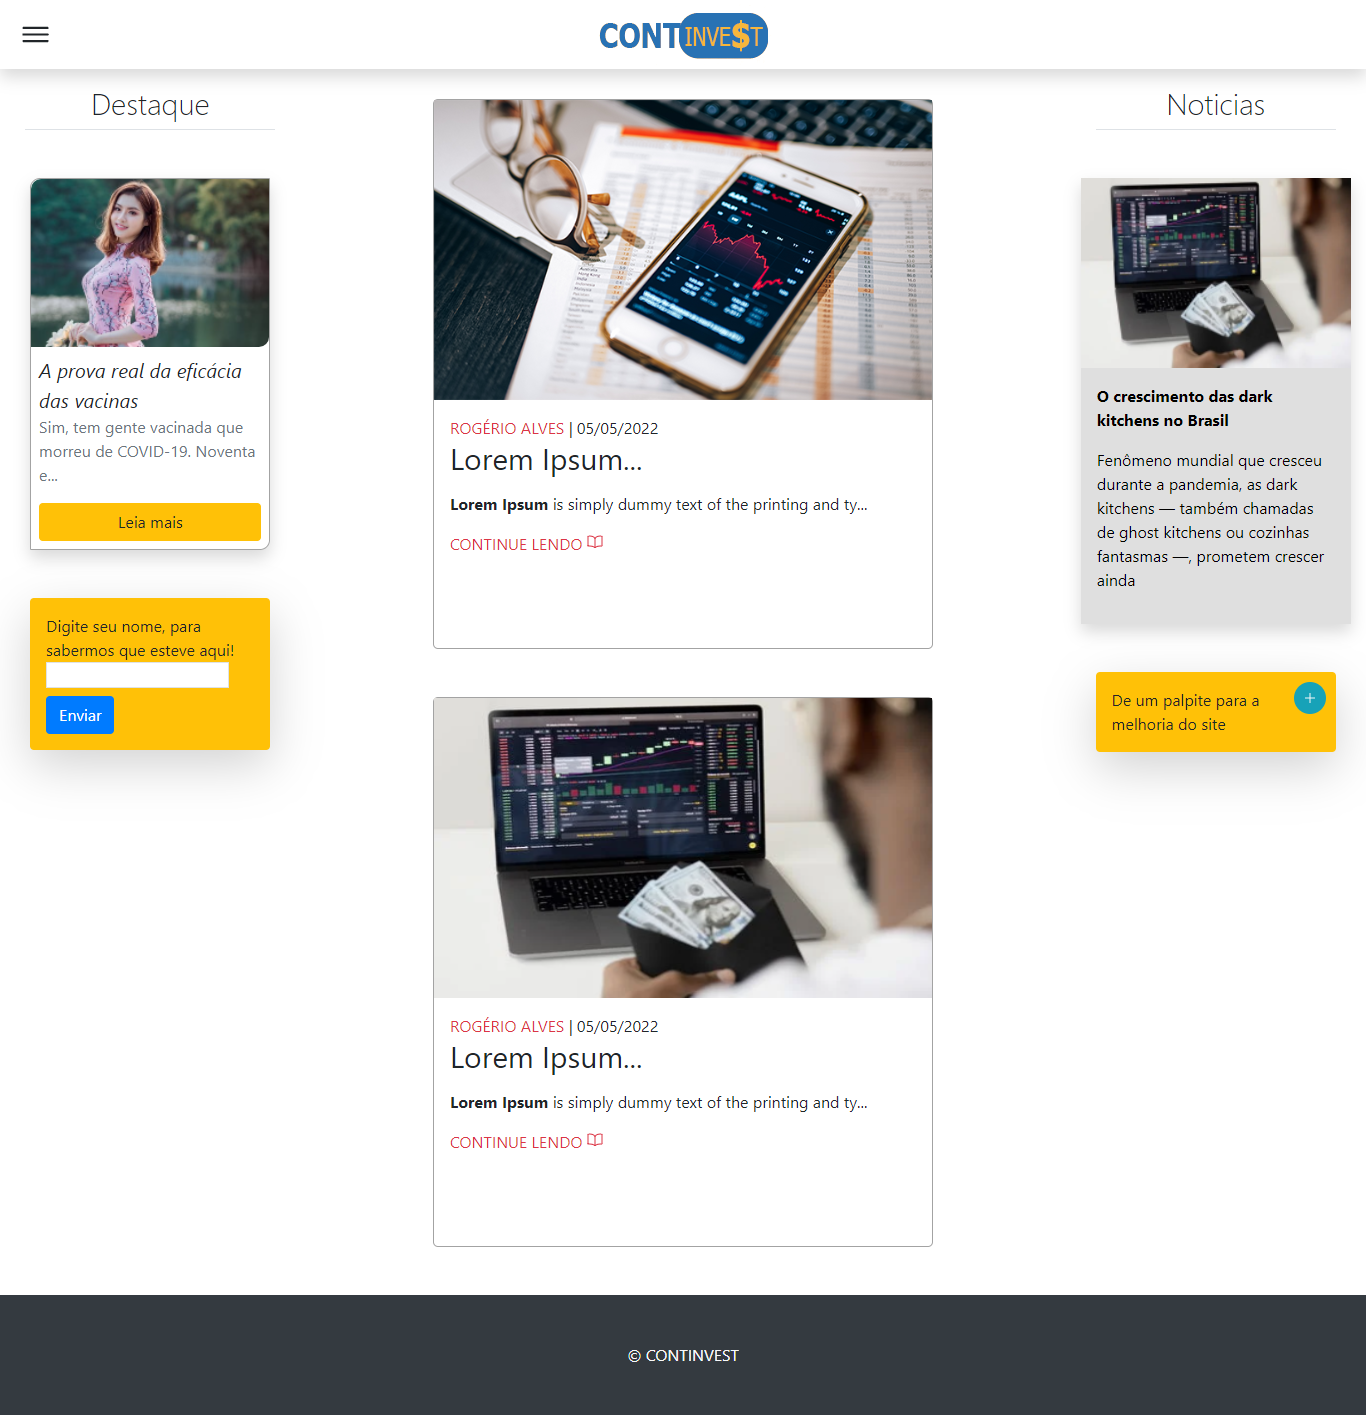 CONTINVE$T
Destaque
A prova real da eficácia
das vacinas
Sim, tem gente vacinada que
morreu de COVID-19. Noventa
e...
Leia mais
Digite seu nome, para
sabermos que esteve aqui!
Enviar
AAPL
ROGÉRIO ALVES | 05/05/2022
Lorem Ipsum...
Lorem Ipsum is simply dummy text of the printing and ty...
CONTINUE LENDO
ROGÉRIO ALVES | 05/05/2022
Lorem Ipsum...
Lorem Ipsum is simply dummy text of the printing and ty...
CONTINUE LENDO
Noticias
O crescimento das dark
kitchens no Brasil
Fenômeno mundial que cresceu
durante a pandemia, as dark
kitchens — também chamadas
de ghost kitchens ou cozinhas
fantasmas —, prometem crescer
ainda
De um palpite para a
melhoria do site
+
© CONTINVEST